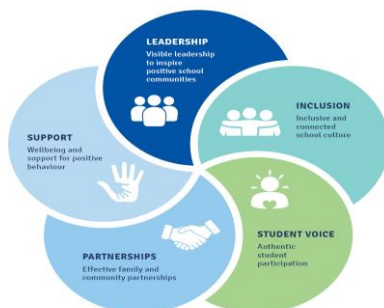 LEADERSHIP
Visible leadership
to inspire
positive school
communities
INCLUSION
Inclusive and
connected
school culture
STUDENT VOICE
Authentic
student
participation
PARTNERSHIPS
Effective family and
community partnerships
SUPPORT
Wellbeing and
support for positive
behaviour